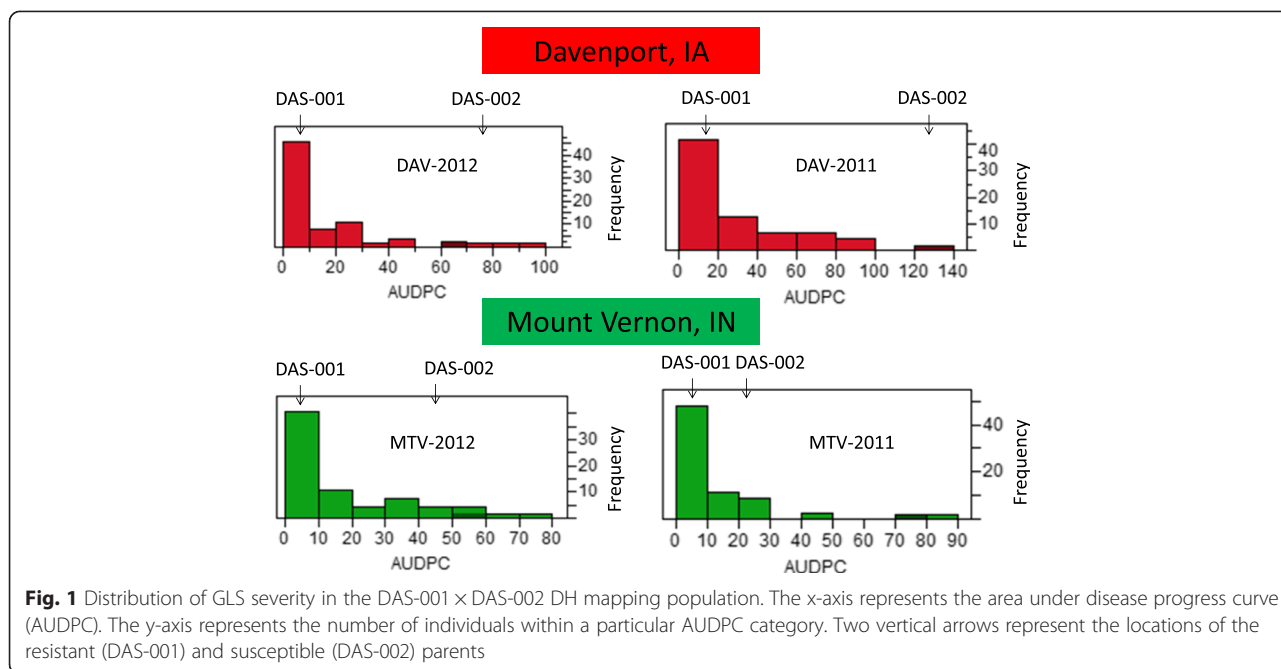 Davenport, IA
DAS-001 DAS-002
DAV-2012
40
30
20
10
Frequency
0 20 40 60 80 100
AUDPC
DAS-001 DAS-002
DAV-2011
40
30
20
10
Frequency
0 20 40 60 80 100 120 140
AUDPC
Mount Vernon, IN
DAS-001 DAS-002
MTV-2012
30
20
10
Frequency
0 10 20 30 40 50 60 70 80
AUDPC
DAS-001 DAS-002
MTV-2011
40
20
Frequency
0 10 20 30 40 50 60 70 80 90
AUDPC
Fig. 1 Distribution of GLS severity in the DAS-001 × DAS-002 DH mapping population. The x-axis represents the area under disease progress curve
(AUDPC). The y-axis represents the number of individuals within a particular AUDPC category. Two vertical arrows represent the locations of the
resistant (DAS-001) and susceptible (DAS-002) parents